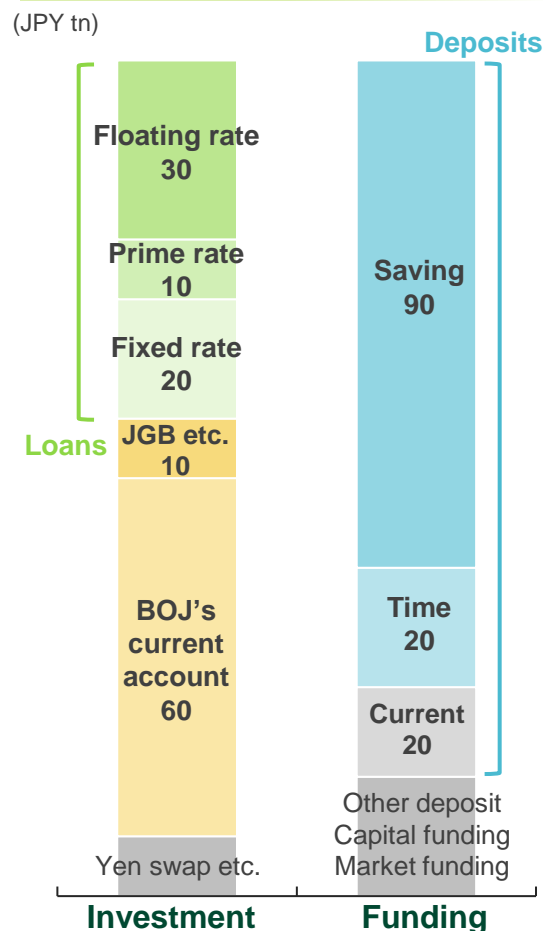 (JPY tn)
Deposits
Floating rate
30
Prime rate
10
Fixed rate
20
Loans
JGB etc.
10
BOJ's
current
account
60
Yen swap etc.
Saving
90
Time
20
Current
20
Other deposit
Capital funding
Market funding
Investment
Funding